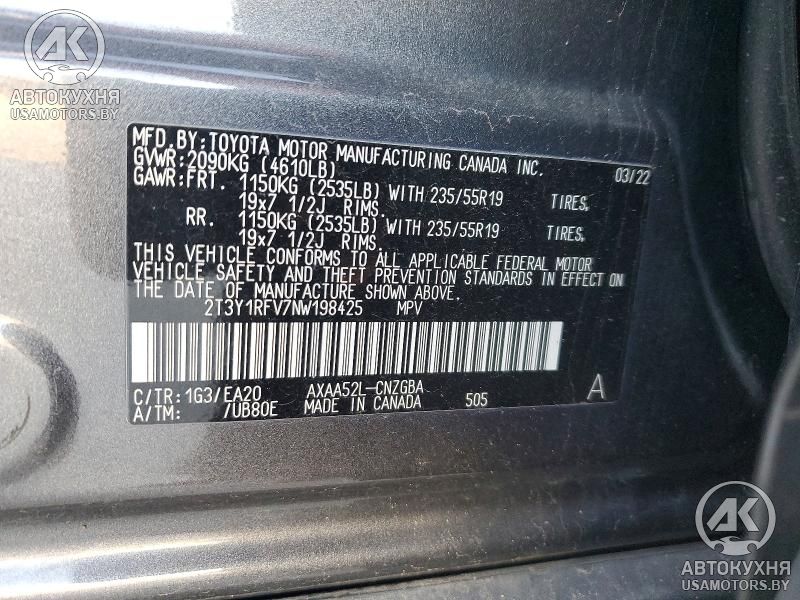 AK
АВТОКУХНЯ
USAMOTORS.BY
MFD.BY:TOYOTA MOTOR MANUFACTURING CANADA INC. 03/22
GVWR:2090KG (4610LB)
GAWR:FRT. 1150KG (2535LB) WITH 235/55R19 TIRES,
19x7 1/2J RIMS.
RR. 1150KG (2535LB) WITH 235/55R19 TIRES,
19x7 1/2J RIMS.
THIS VEHICLE CONFORMS TO ALL APPLICABLE FEDERAL MOTOR
VEHICLE SAFETY AND THEFT PREVENTION STANDARDS IN EFFECT ON
THE DATE OF MANUFACTURE SHOWN ABOVE.
2T3Y1RFV7NW198425 MPV
C/TR:1G3/EA20 AXAA52L-CNZGBA
A/TM: /UB80E MADE IN CANADA 505 A
AK
АВТОКУХНЯ
USAMOTORS.BY